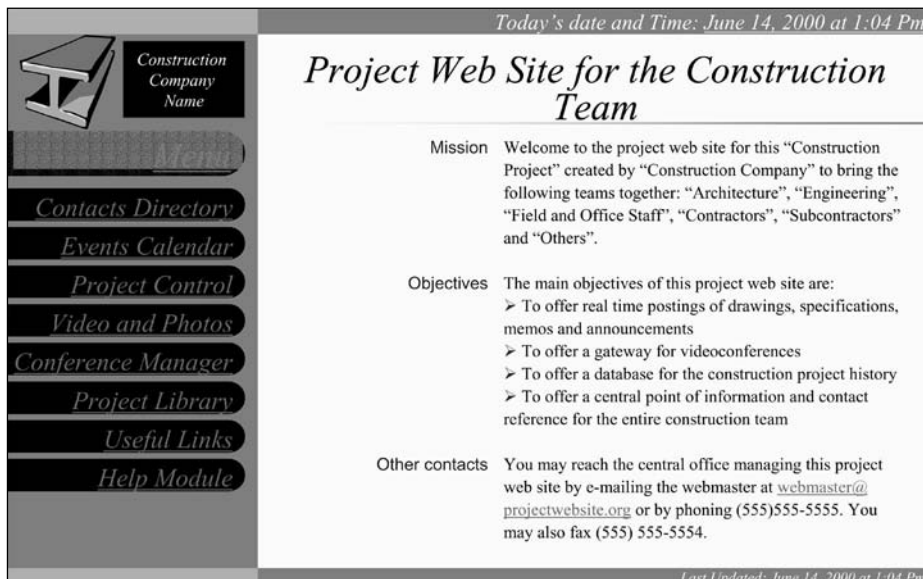 Today's date and Time: June 14, 2000 at 1:04 Pm
Construction
Company
Name
Menu
Contacts Directory
Events Calendar
Project Control
Video and Photos
Conference Manager
Project Library
Useful Links
Help Module
Project Web Site for the Construction
Team
Mission Welcome to the project web site for this “Construction
Project” created by “Construction Company” to bring the
following teams together: “Architecture”, “Engineering”,
“Field and Office Staff”, “Contractors”, “Subcontractors”
and “Others”.
Objectives The main objectives of this project web site are:
➢ To offer real time postings of drawings, specifications,
memos and announcements
➢ To offer a gateway for videoconferences
➢ To offer a database for the construction project history
➢ To offer a central point of information and contact
reference for the entire construction team
Other contacts You may reach the central office managing this project
web site by e-mailing the webmaster at webmaster@
projectwebsite.org or by phoning (555)555-5555. You
may also fax (555) 555-5554.
Last Updated: June 14, 2000 at 1:04 Pm